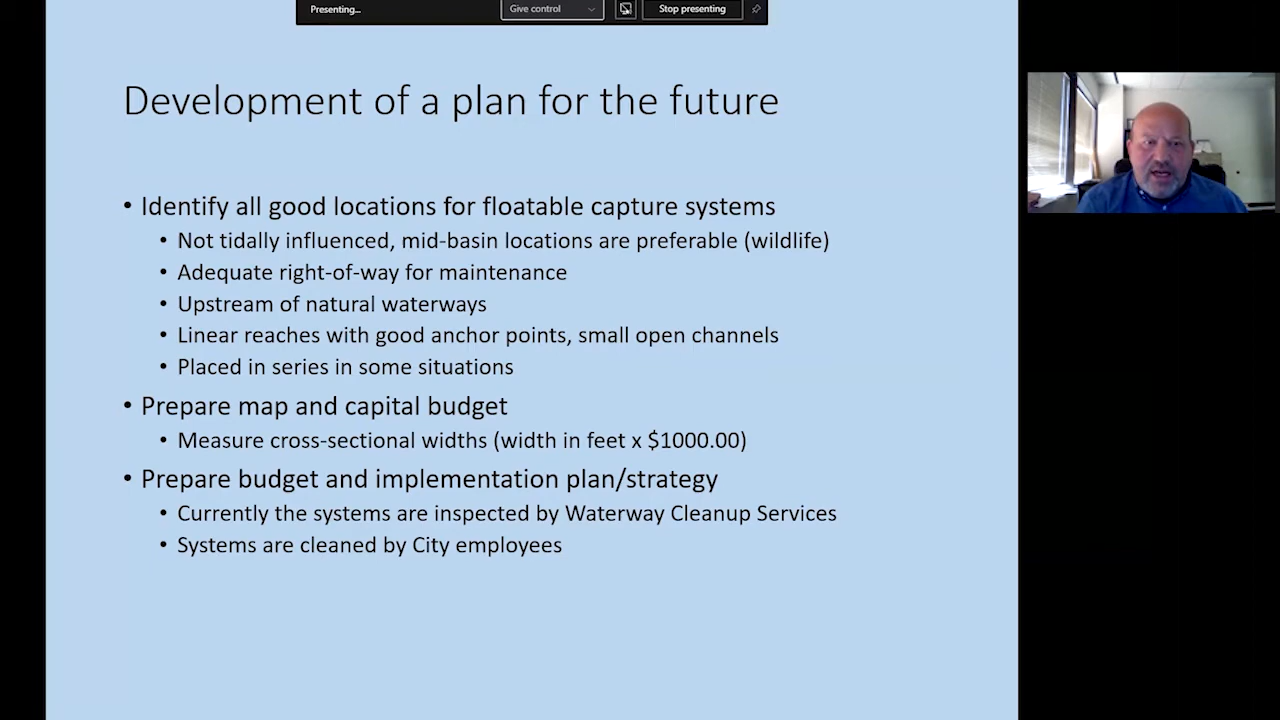 Presenting...
Give control
Stop presenting
Development of a plan for the future
• Identify all good locations for floatable capture systems
• Not tidally influenced, mid-basin locations are preferable (wildlife)
• Adequate right-of-way for maintenance
• Upstream of natural waterways
• Linear reaches with good anchor points, small open channels
• Placed in series in some situations
• Prepare map and capital budget
• Measure cross-sectional widths (width in feet x $1000.00)
• Prepare budget and implementation plan/strategy
• Currently the systems are inspected by Waterway Cleanup Services
• Systems are cleaned by City employees